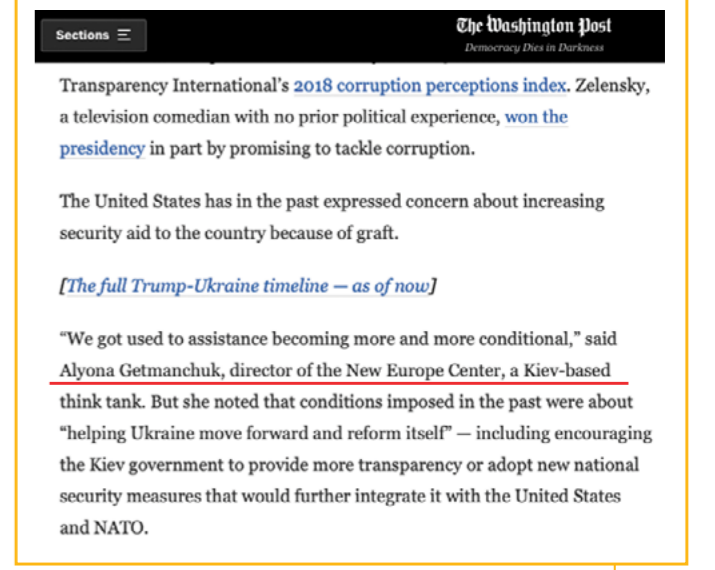 Sections
The Washington Post
Democracy Dies in Darkness
Transparency International's 2018 corruption perceptions index. Zelensky,
a television comedian with no prior political experience, won the
presidency in part by promising to tackle corruption.
The United States has in the past expressed concern about increasing
security aid to the country because of graft.
[The full Trump-Ukraine timeline — as of now]
“We got used to assistance becoming more and more conditional,” said
Alyona Getmanchuk, director of the New Europe Center, a Kiev-based
think tank. But she noted that conditions imposed in the past were about
“helping Ukraine move forward and reform itself” — including encouraging
the Kiev government to provide more transparency or adopt new national
security measures that would further integrate it with the United States
and NATO.